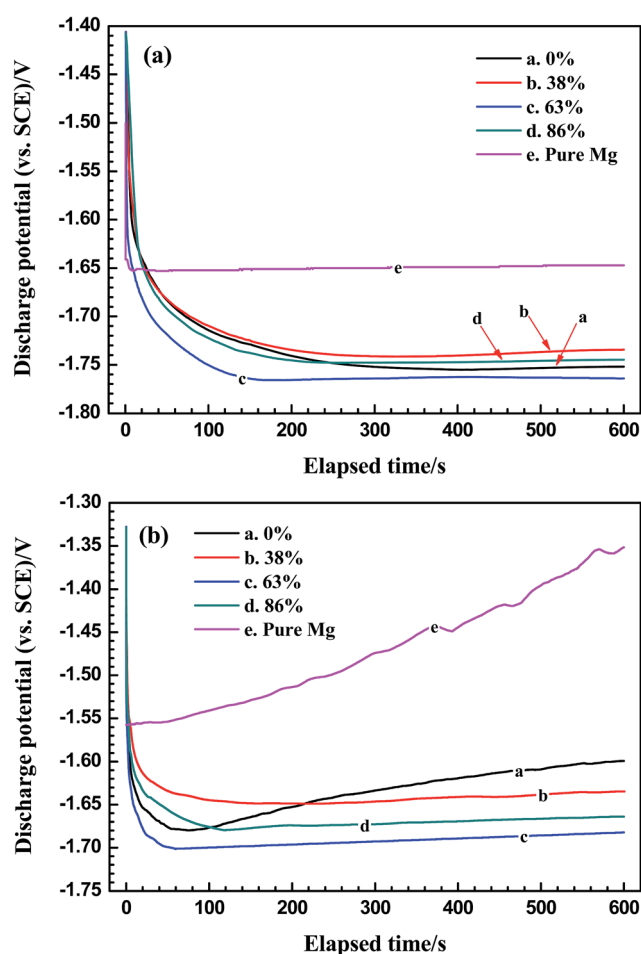 -1.40
(a)
a. 0%
-1.45
b. 38%
c. 63%
-1.50
d. 86%
e. Pure Mg
-1.55
-1.60
-1.65
e
-1.70
d
b
a
-1.75
c
-1.80
0
100
200
300
400
500
600
Discharge potential (vs. SCE)/V
Elapsed time/s
-1.30
(b)
a. 0%
-1.35
b. 38%
c. 63%
-1.40
d. 86%
e. Pure Mg
-1.45
e
-1.50
-1.55
-1.60
a
-1.65
b
d
-1.70
c
-1.75
0
100
200
300
400
500
600
Discharge potential (vs. SCE)/V
Elapsed time/s